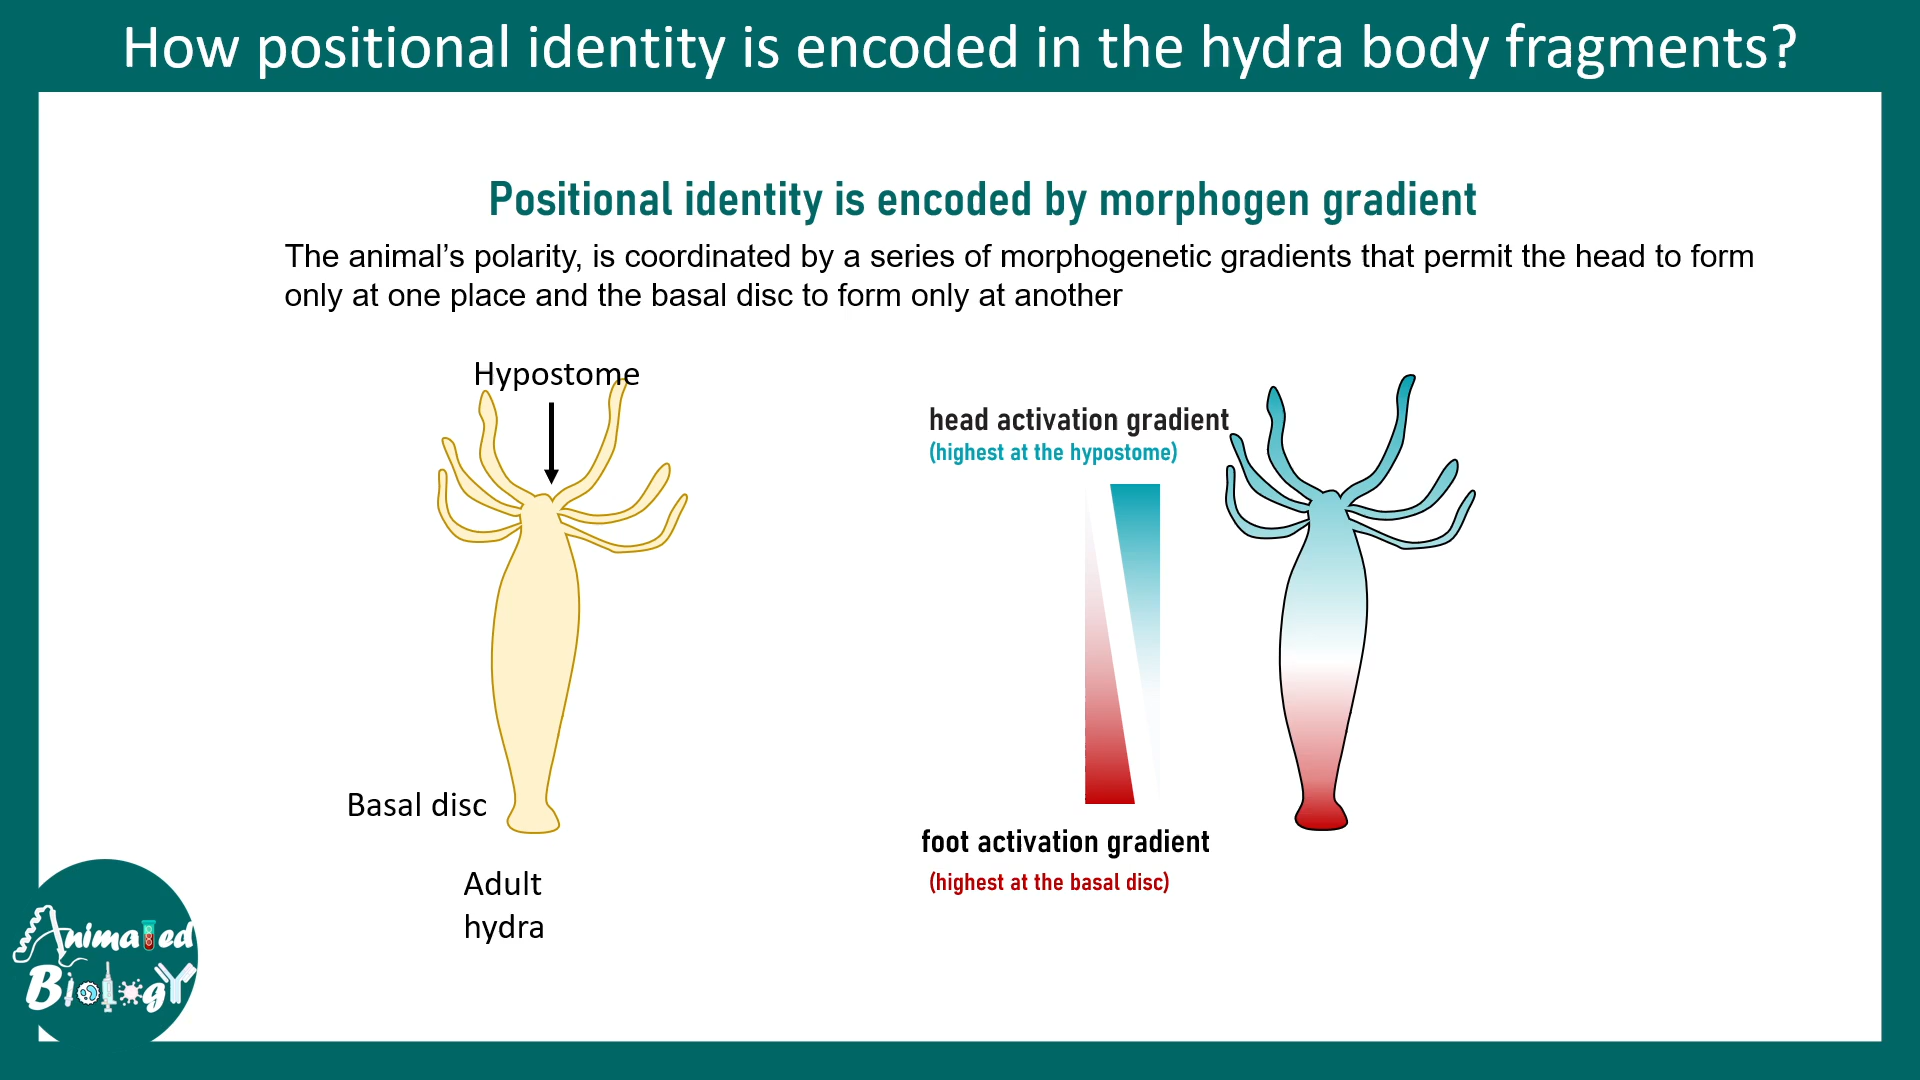 How positional identity is encoded in the hydra body fragments?
Positional identity is encoded by morphogen gradient
The animal’s polarity, is coordinated by a series of morphogenetic gradients that permit the head to form
only at one place and the basal disc to form only at another
Hypostome
head activation gradient
(highest at the hypostome)
Basal disc
foot activation gradient
(highest at the basal disc)
Adult
hydra
Animated
Biology